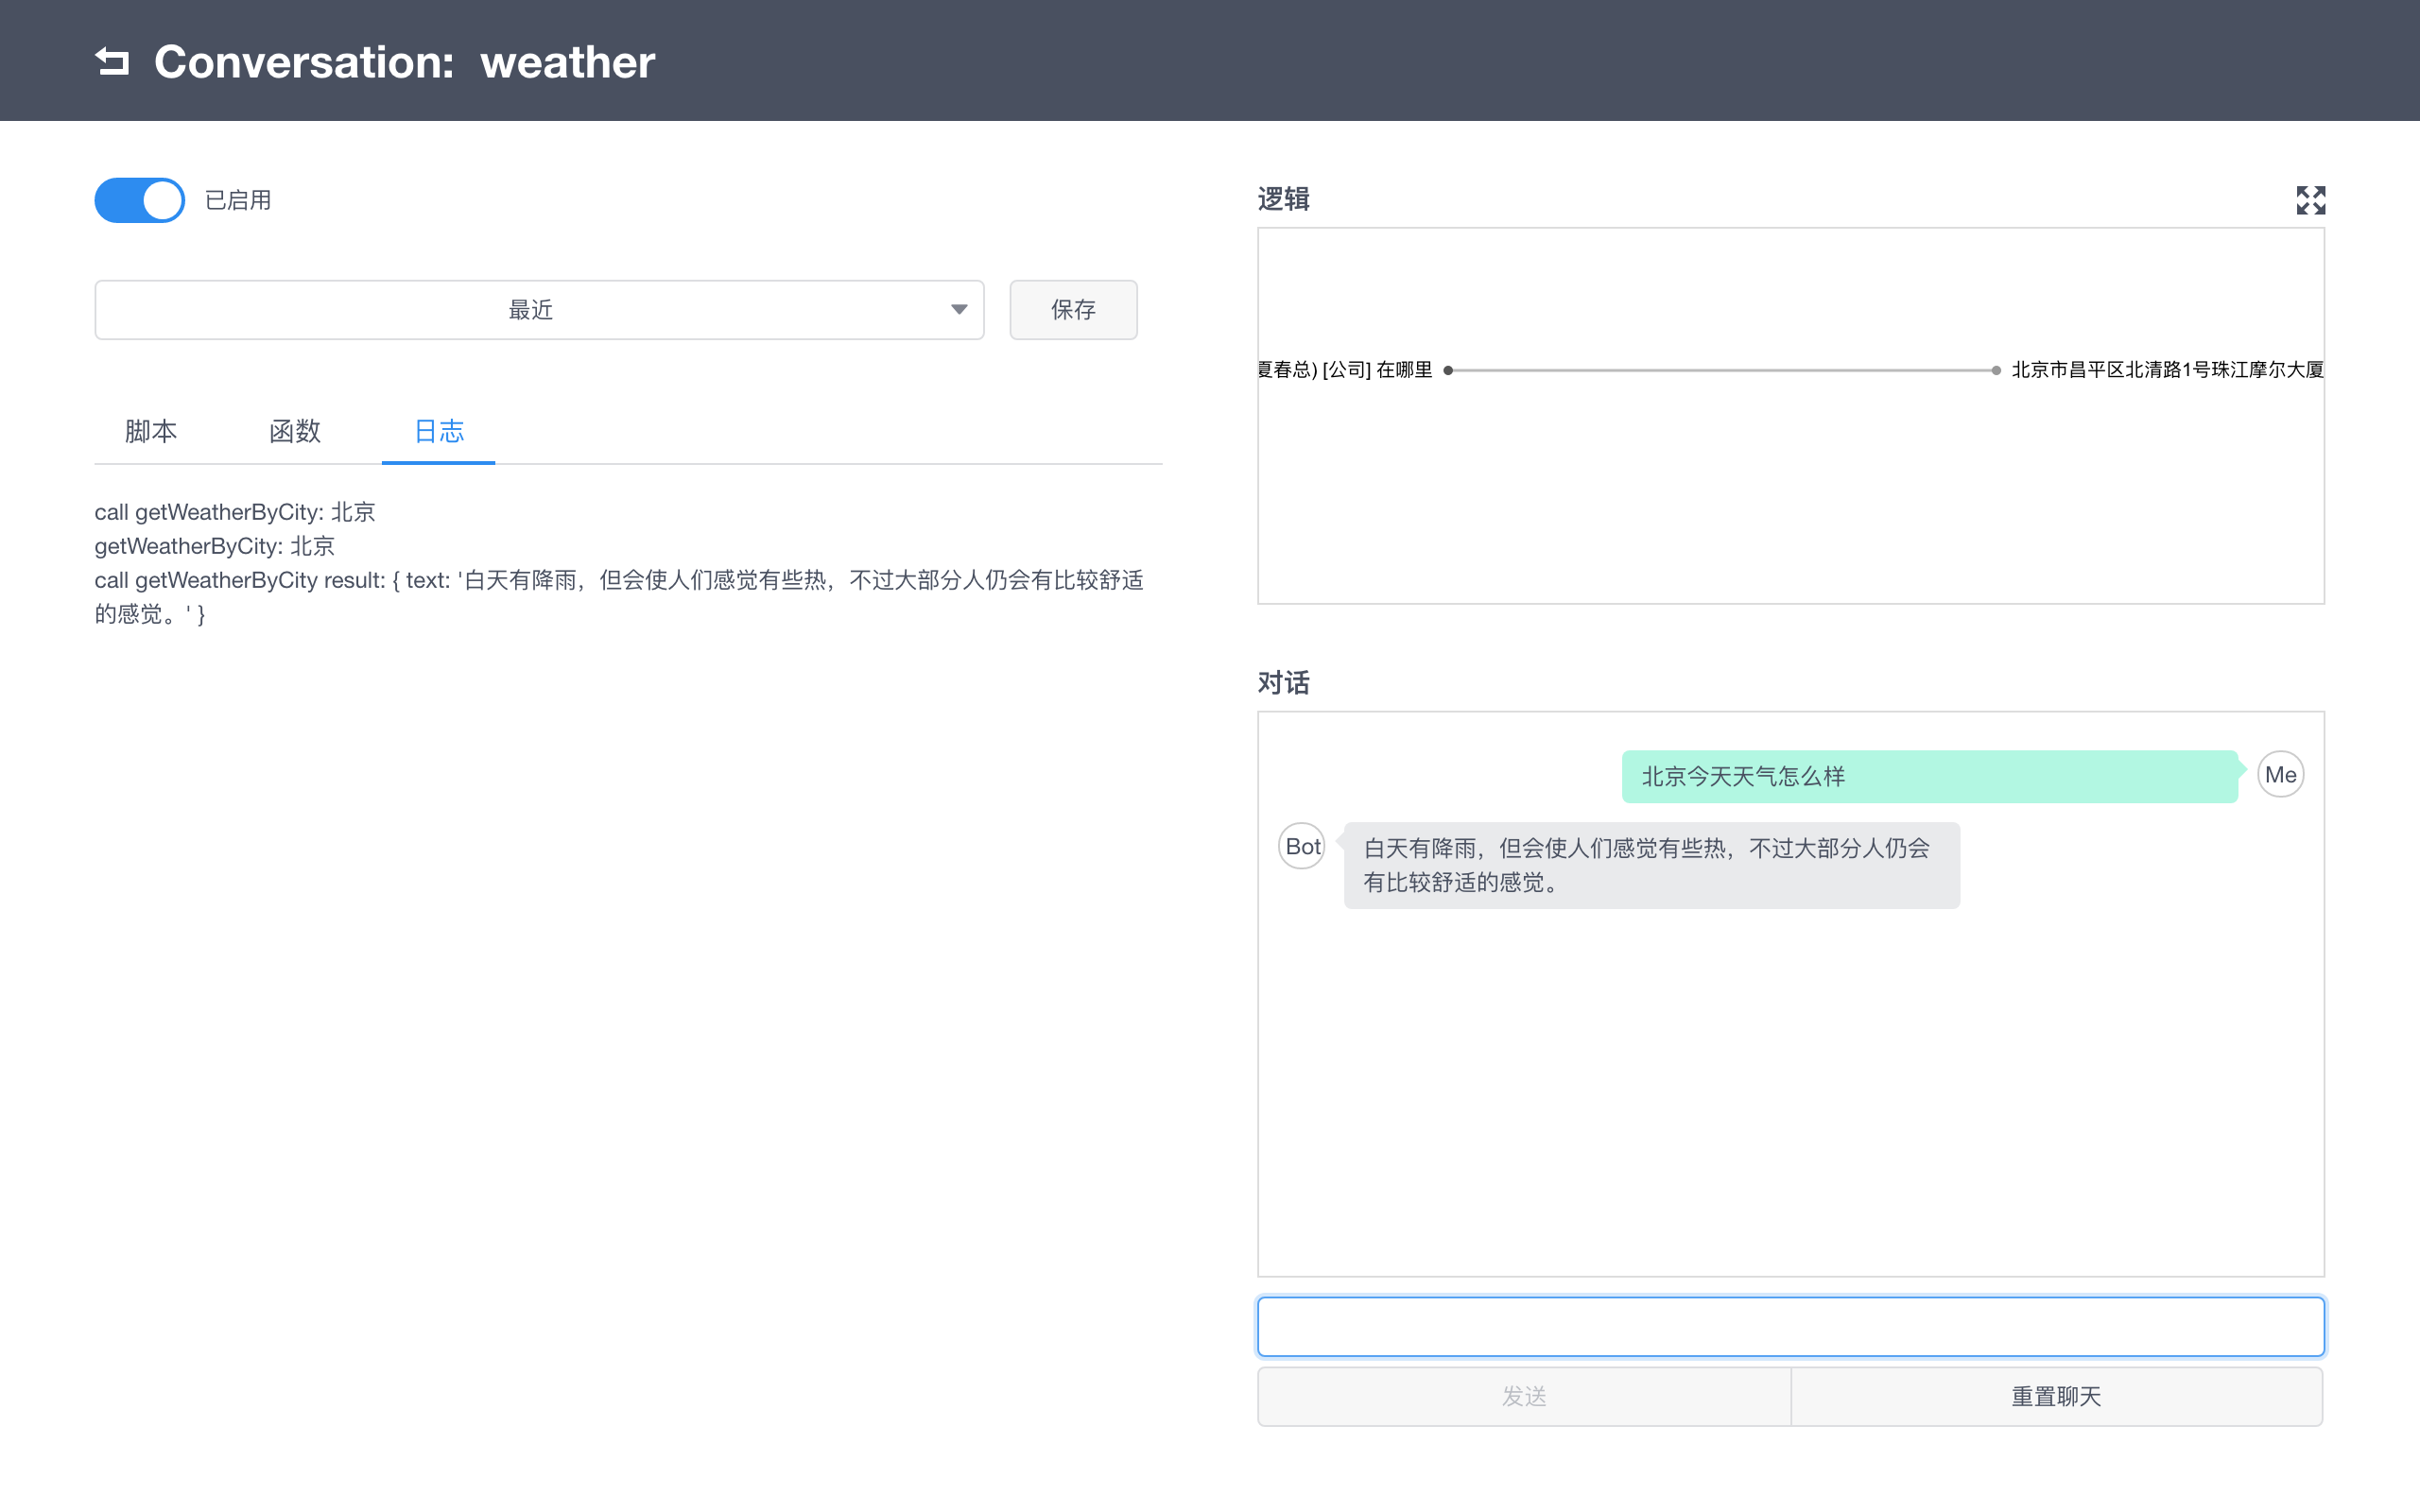 Conversation: weather
已启用
最近
保存
脚本 函数 日志
call getWeatherByCity: 北京
getWeatherByCity: 北京
call getWeatherByCity result: { text: '白天有降雨，但会使人们感觉有些热，不过大部分人仍会有比较舒适
的感觉。' }
逻辑
夏春总) [公司] 在哪里
北京市昌平区北清路1号珠江摩尔大厦
对话
北京今天天气怎么样
Me
Bot
白天有降雨，但会使人们感觉有些热，不过大部分人仍会
有比较舒适的感觉。
发送
重置聊天